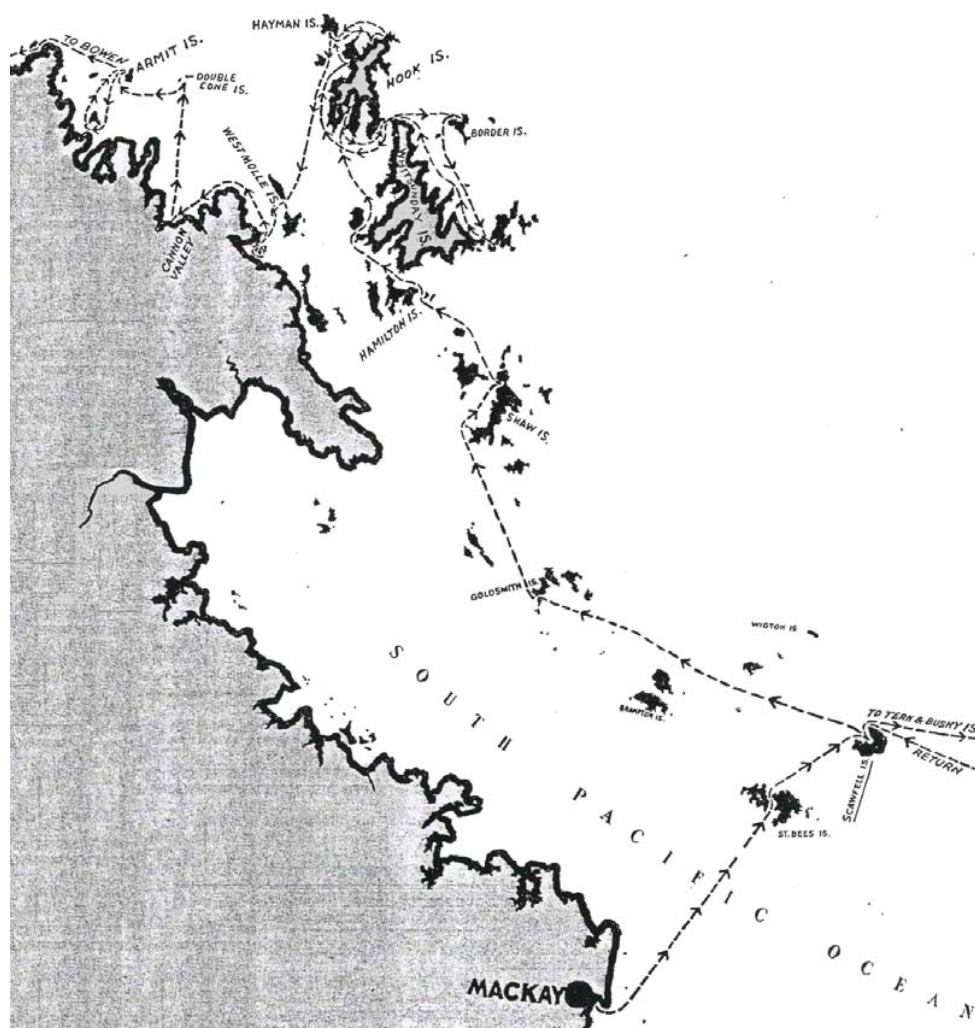 HAYMAN IS.
TO BOWEN
ARMIT IS.
HOOK IS.
DOUBLE
CONE IS.
BORDER IS.
WEST MOLLE IS.
WHITSUNDAY IS.
CANNON
VALLEY
HAMILTON IS.
SHAW IS.
GOLDSMITH IS.
WIGTON IS
BRAMPTON IS.
TO TERN & BUSHY IS.
RETURN
SCAWFELL IS.
ST. BEES IS.
SOUTH PACIFIC OCEAN
MACKAY